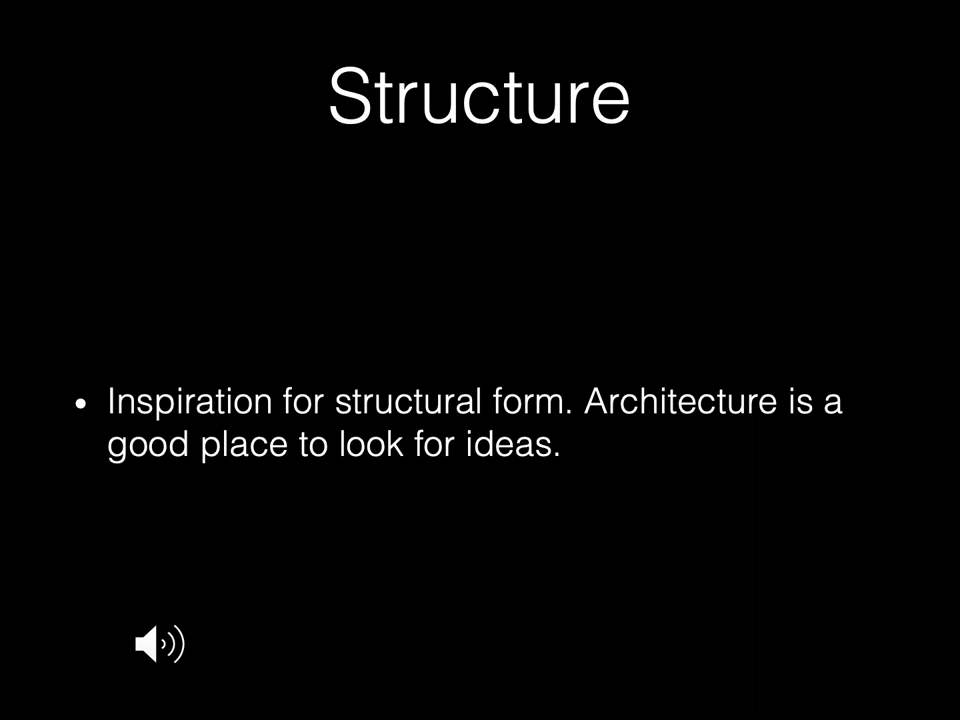 Structure
• Inspiration for structural form. Architecture is a
good place to look for ideas.